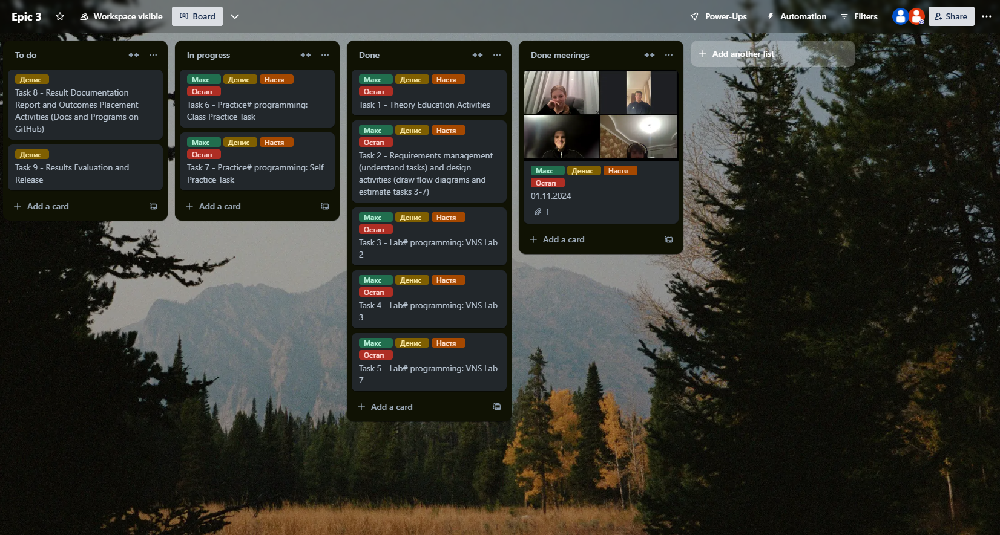 Epic 3
Workspace visible
Board
Power-Ups
Automation
Filters
Share
To do
Денис
Task 8 - Result Documentation
Report and Outcomes Placement
Activities (Docs and Programs on
GitHub)
Денис
Task 9 - Results Evaluation and
Release
Add a card
In progress
Макс Денис Настя
Остап
Task 6 - Practice# programming:
Class Practice Task
Макс Денис Настя
Остап
Task 7 - Practice# programming: Self
Practice Task
Add a card
Done
Макс Денис Настя
Остап
Task 1 - Theory Education Activities
Макс Денис Настя
Остап
Task 2 - Requirements management
(understand tasks) and design
activities (draw flow diagrams and
estimate tasks 3-7)
Макс Денис Настя
Остап
Task 3 - Lab# programming: VNS Lab
2
Макс Денис Настя
Остап
Task 4 - Lab# programming: VNS Lab
3
Макс Денис Настя
Остап
Task 5 - Lab# programming: VNS Lab
7
Add a card
Done meerings
Макс Денис Настя
Остап
01.11.2024
1
Add a card
Add another list